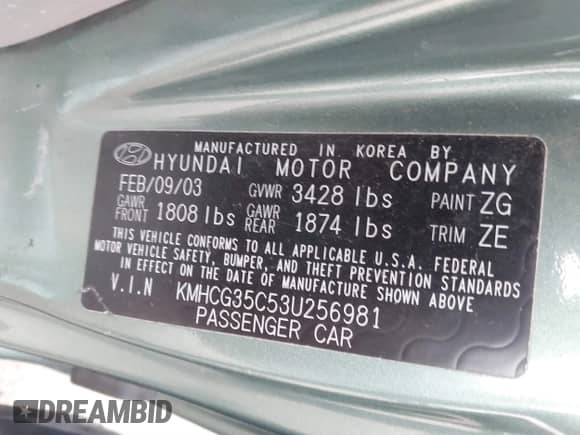 MANUFACTURED IN KOREA BY
HYUNDAI MOTOR COMPANY
FEB/09/03 GVWR 3428 lbs PAINT ZG
GAWR FRONT 1808 lbs GAWR REAR 1874 lbs TRIM ZE
THIS VEHICLE CONFORMS TO ALL APPLICABLE U.S.A. FEDERAL
MOTOR VEHICLE SAFETY, BUMPER, AND THEFT PREVENTION STANDARDS
IN EFFECT ON THE DATE OF MANUFACTURE SHOWN ABOVE
V.I.N KMHCG35C53U256981
PASSENGER CAR
DREAMBID